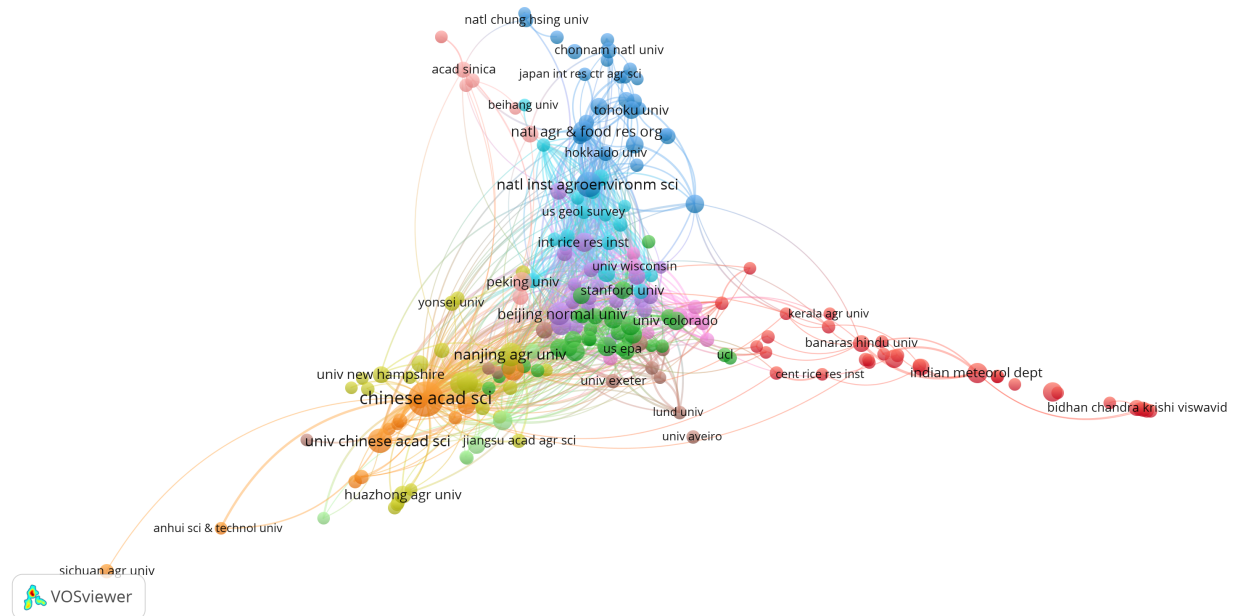 natl chung hsing univ
chonnam natl univ
acad sinica
japan int res ctr agr sci
beihang univ
tohoku univ
natl agr & food res org
hokkaido univ
natl inst agroenvironm sci
us geol survey
int rice res inst
univ wisconsin
peking univ
stanford univ
yonsei univ
beijing normal univ
univ colorado
kerala agr univ
banaras hindu univ
us epa
nanjing agr univ
ucl
univ new hampshire
univ exeter
cent rice res inst
indian meteorol dept
chinese acad sci
bidhan chandra krishi viswavid
lund univ
univ aveiro
univ chinese acad sci
jiangsu acad agr sci
huazhong agr univ
anhui sci & technol univ
sichuan agr univ
VOSviewer